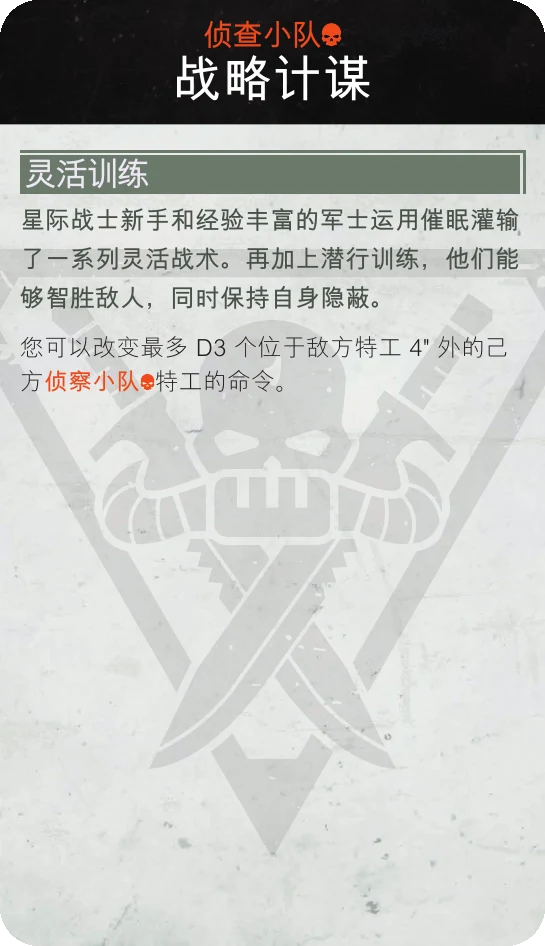 侦查小队
战略计谋
灵活训练
星际战士新手和经验丰富的军士运用催眠灌输
了一系列灵活战术。再加上潜行训练，他们能
够智胜敌人，同时保持自身隐蔽。
您可以改变最多 D3 个位于敌方特工 4" 外的己
方侦察小队特工的命令。